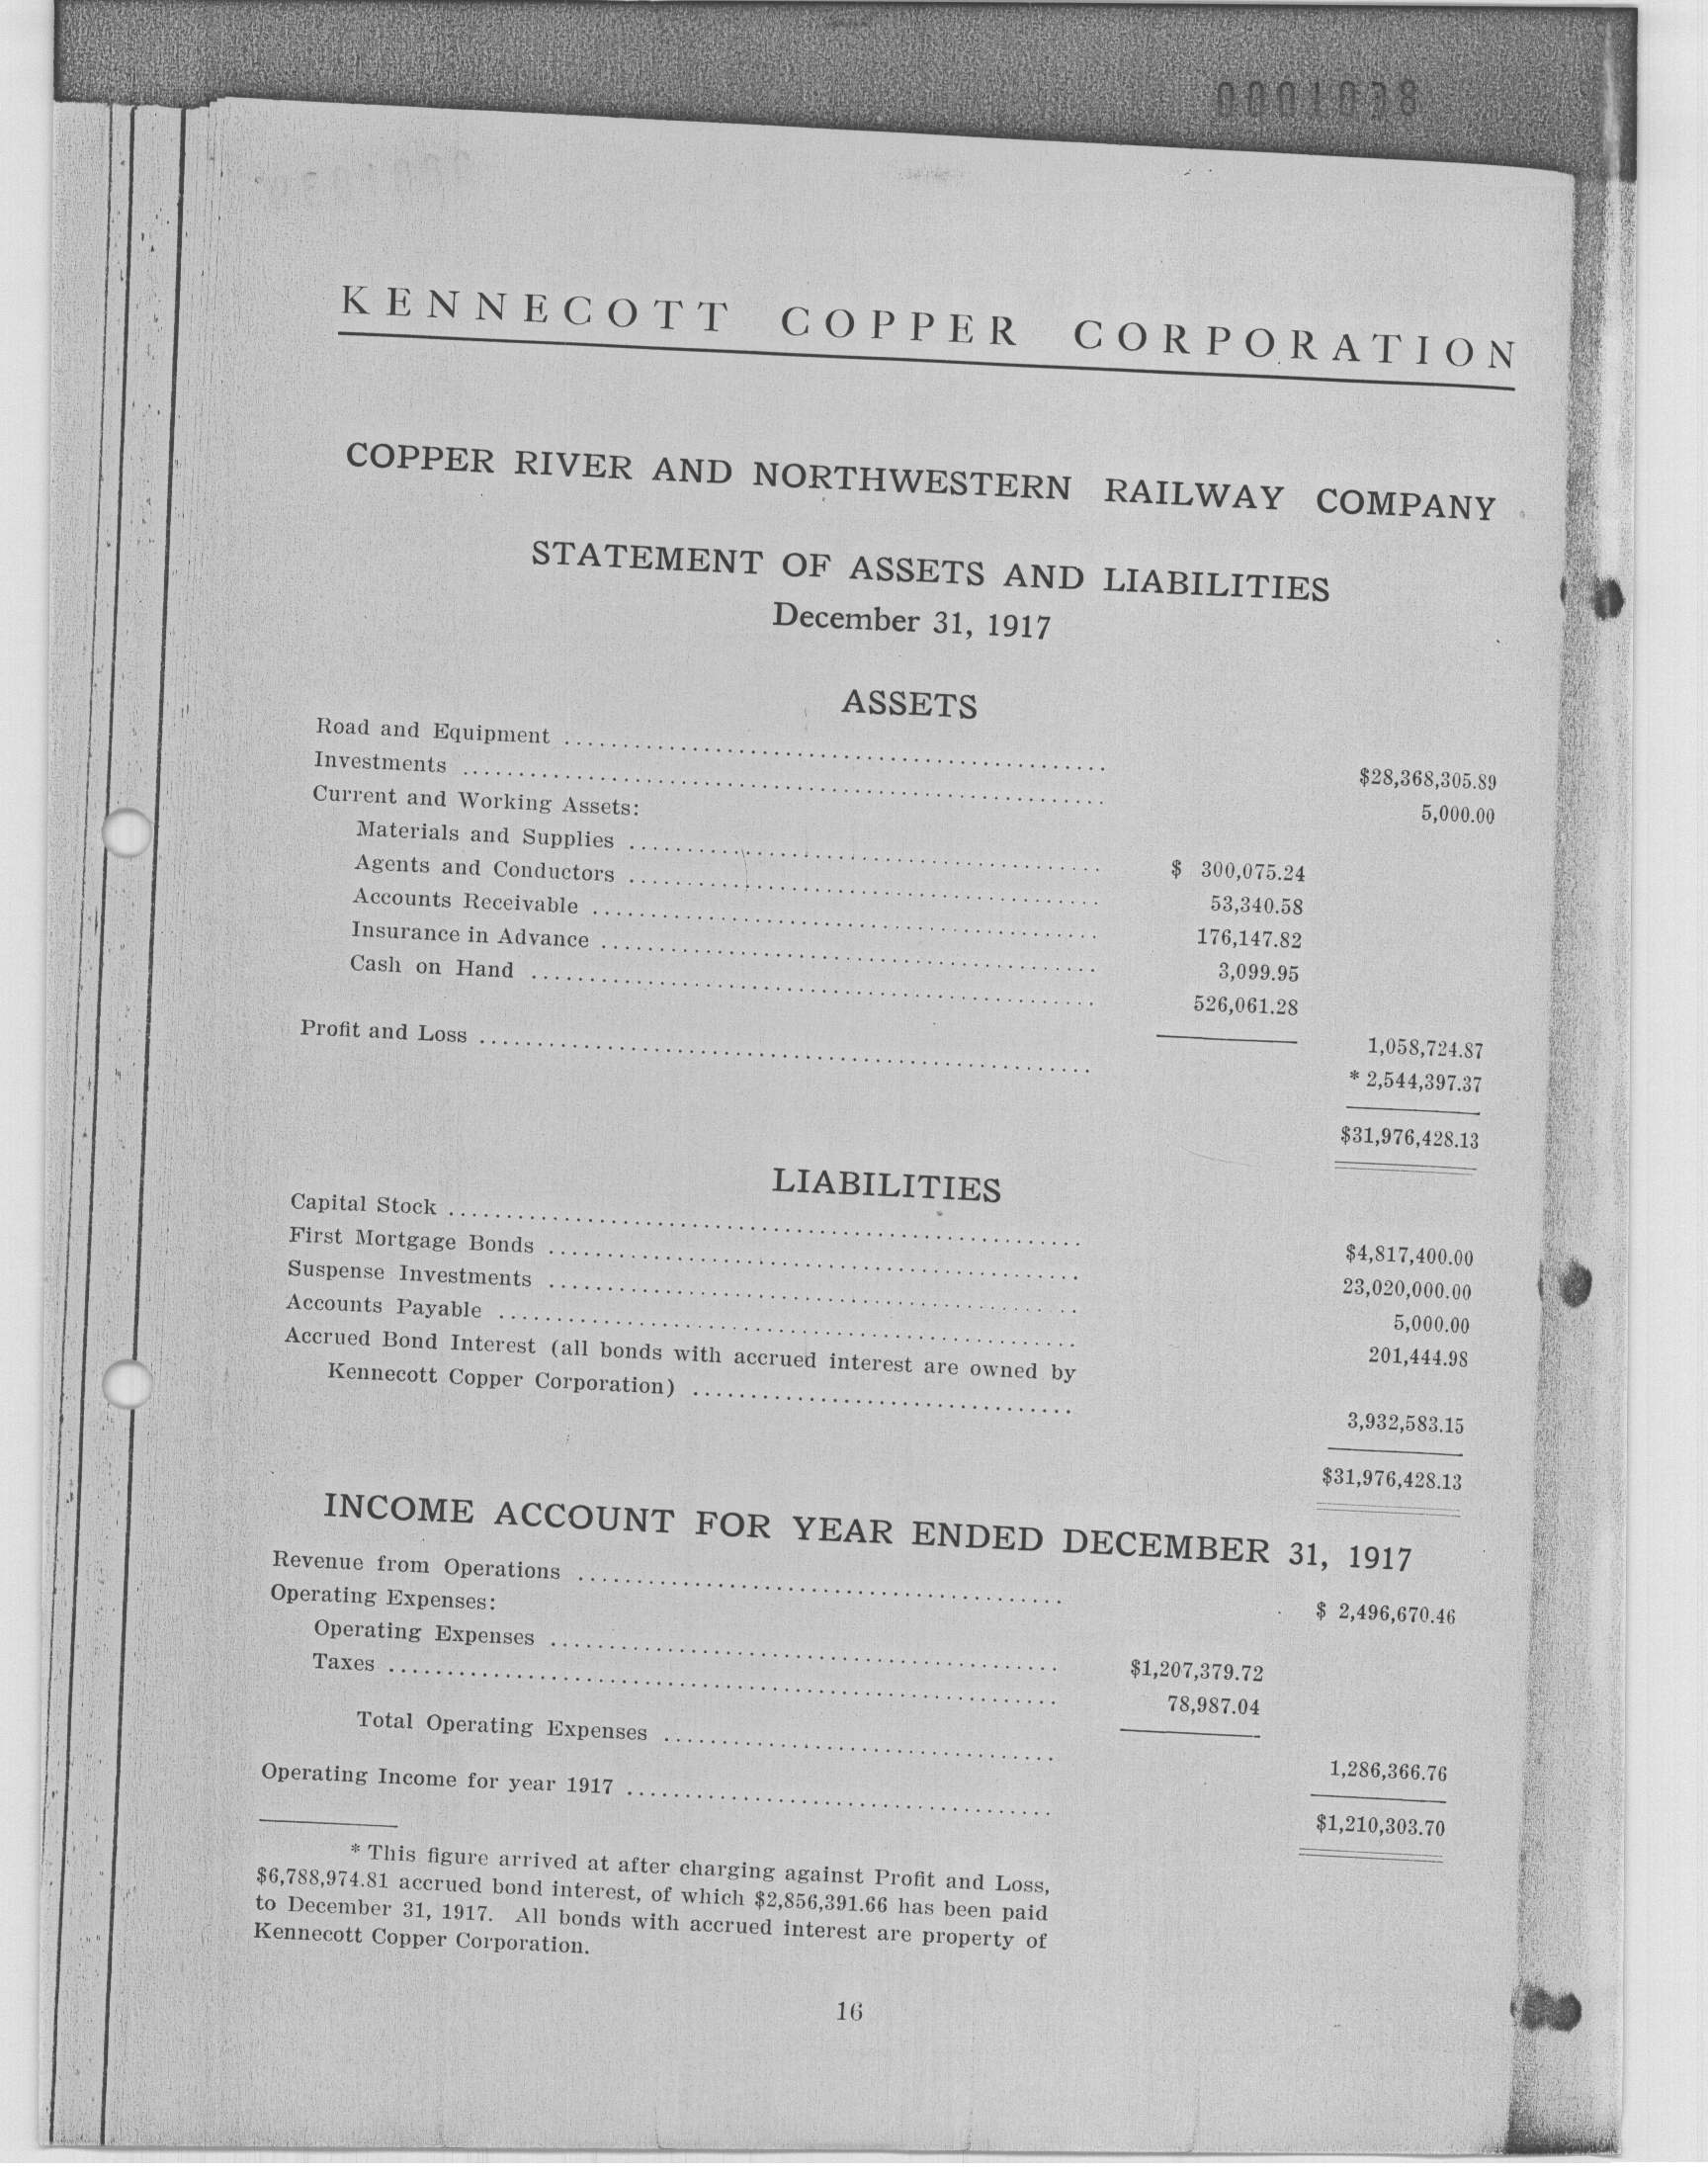 0001038
KENNECOTT COPPER CORPORATION
COPPER RIVER AND NORTHWESTERN RAILWAY COMPANY
STATEMENT OF ASSETS AND LIABILITIES
December 31, 1917
ASSETS
Road and Equipment ........ $28,368,305.89
Investments ........ 5,000.00
Current and Working Assets:
Materials and Supplies ........ $ 300,075.24
Agents and Conductors ........ 53,340.58
Accounts Receivable ........ 176,147.82
Insurance in Advance ........ 3,099.95
Cash on Hand ........ 526,061.28
1,058,724.87
Profit and Loss ........ * 2,544,397.37
$31,976,428.13
LIABILITIES
Capital Stock ........ $4,817,400.00
First Mortgage Bonds ........ 23,020,000.00
Suspense Investments ........ 5,000.00
Accounts Payable ........ 201,444.98
Accrued Bond Interest (all bonds with accrued interest are owned by
Kennecott Copper Corporation) ........ 3,932,583.15
$31,976,428.13
INCOME ACCOUNT FOR YEAR ENDED DECEMBER 31, 1917
Revenue from Operations ........ $ 2,496,670.46
Operating Expenses:
Operating Expenses ........ $1,207,379.72
Taxes ........ 78,987.04
Total Operating Expenses ........ 1,286,366.76
Operating Income for year 1917 ........ $1,210,303.70
* This figure arrived at after charging against Profit and Loss,
$6,788,974.81 accrued bond interest, of which $2,856,391.66 has been paid
to December 31, 1917. All bonds with accrued interest are property of
Kennecott Copper Corporation.
16